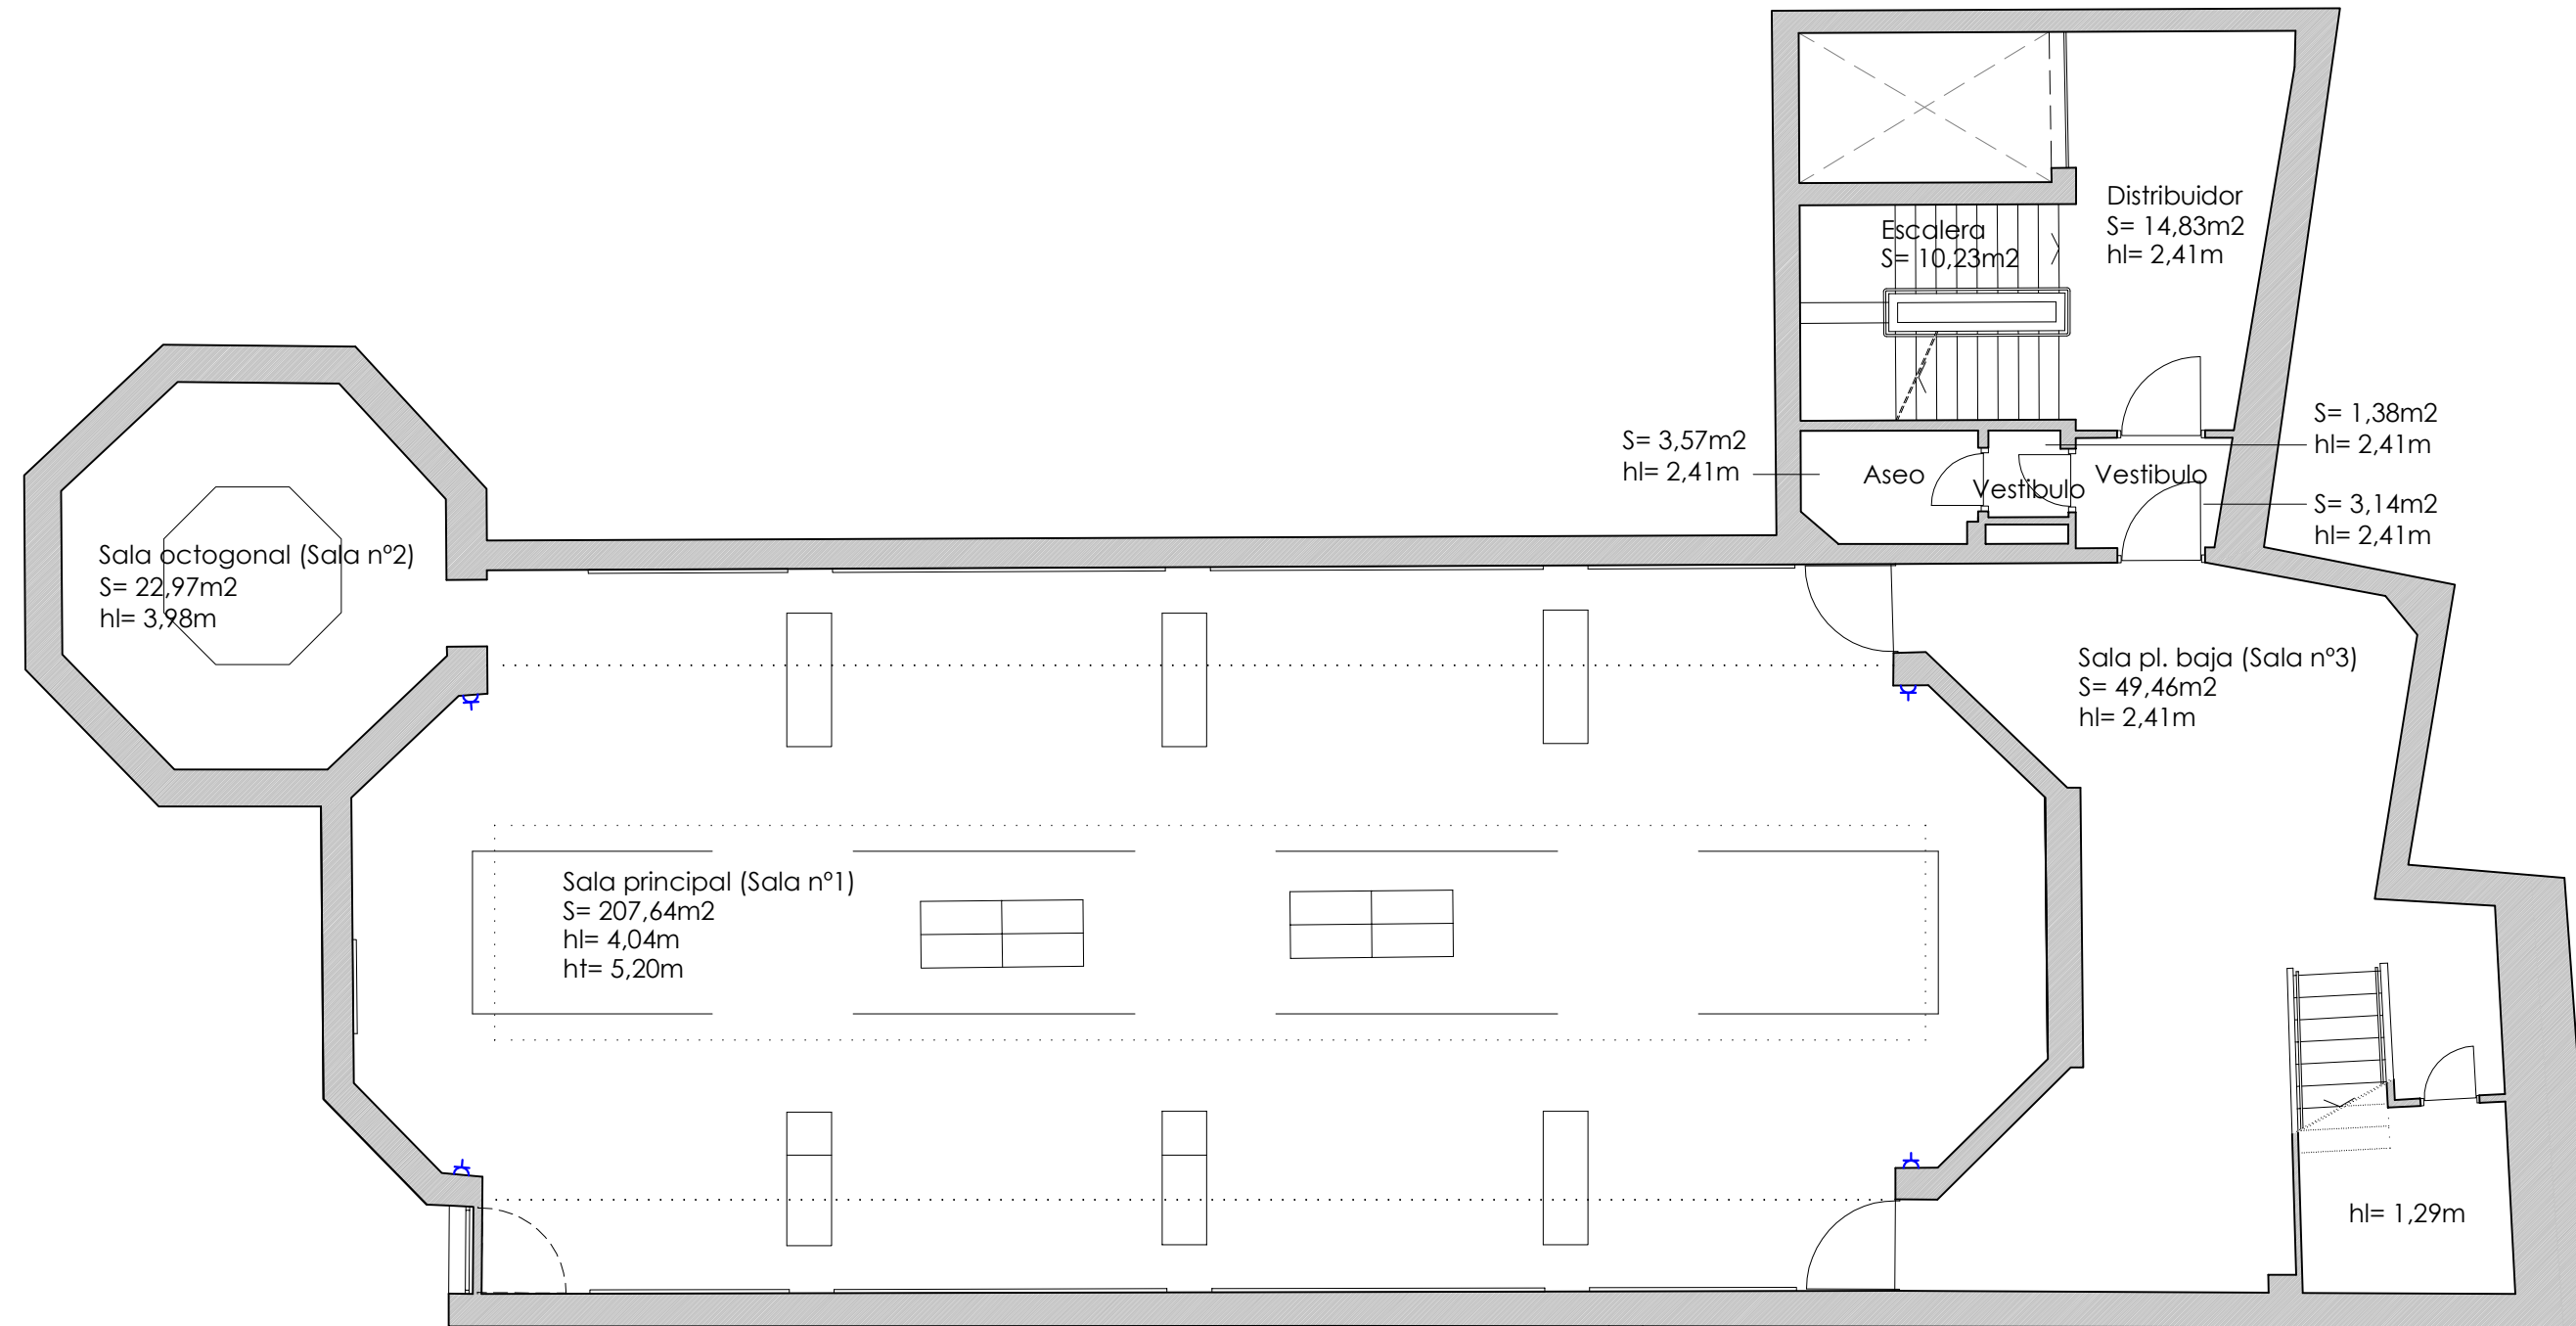 Distribuidor
S= 14,83m2
hl= 2,41m
Escalera
S= 10,23m2
S= 1,38m2
hl= 2,41m
S= 3,57m2
hl= 2,41m
Aseo
Vestibulo
Vestibulo
S= 3,14m2
hl= 2,41m
Sala octogonal (Sala nº2)
S= 22,97m2
hl= 3,98m
Sala pl. baja (Sala nº3)
S= 49,46m2
hl= 2,41m
Sala principal (Sala nº1)
S= 207,64m2
hl= 4,04m
ht= 5,20m
hl= 1,29m